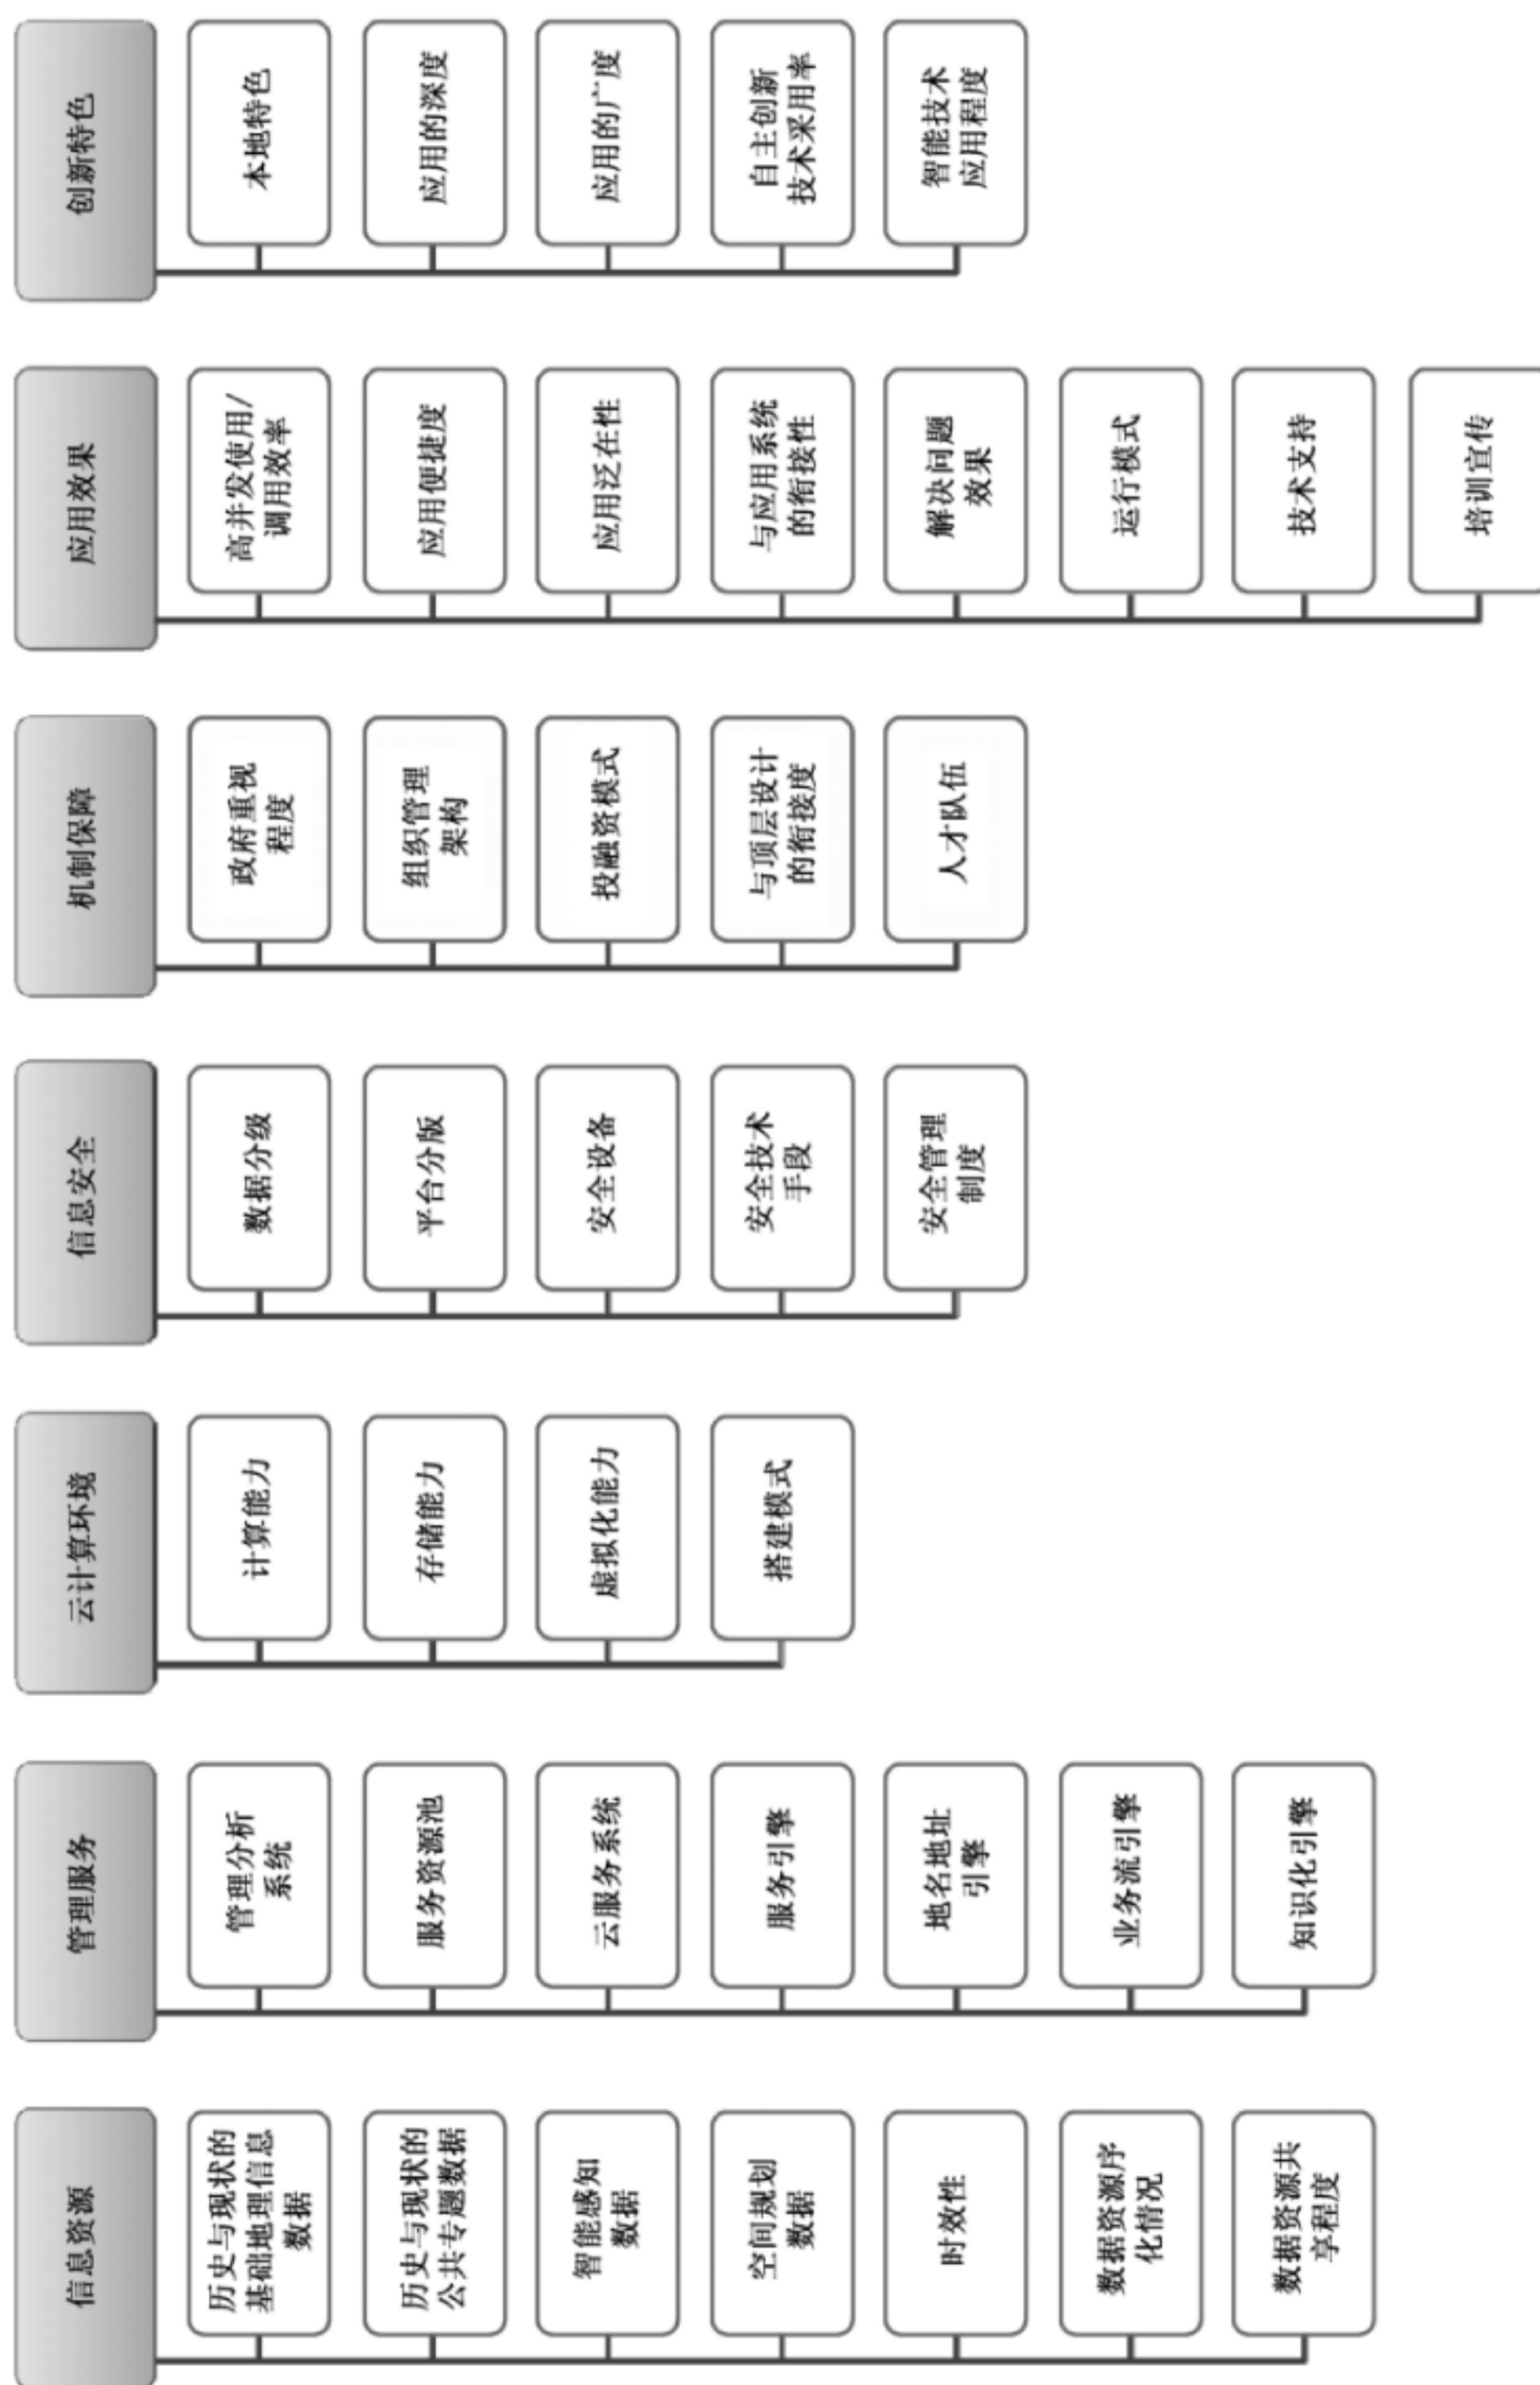 信息资源
历史与现状的
基础地理信息
数据
历史与现状的
公共专题数据
智能感知
数据
空间规划
数据
时效性
数据资源序
化情况
数据资源共
享程度
管理服务
管理分析
系统
服务资源池
云服务系统
服务引擎
地名地址
引擎
业务流引擎
知识化引擎
云计算环境
计算能力
存储能力
虚拟化能力
搭建模式
信息安全
数据分级
平台分版
安全设备
安全技术
手段
安全管理
制度
机制保障
政府重视
程度
组织管理
架构
投融资模式
与顶层设计
的衔接度
人才队伍
应用效果
高并发使用/
调用效率
应用便捷度
应用泛在性
与应用系统
的衔接性
解决问题
效果
运行模式
技术支持
培训宣传
创新特色
本地特色
应用的深度
应用的广度
自主创新
技术采用率
智能技术
应用程度